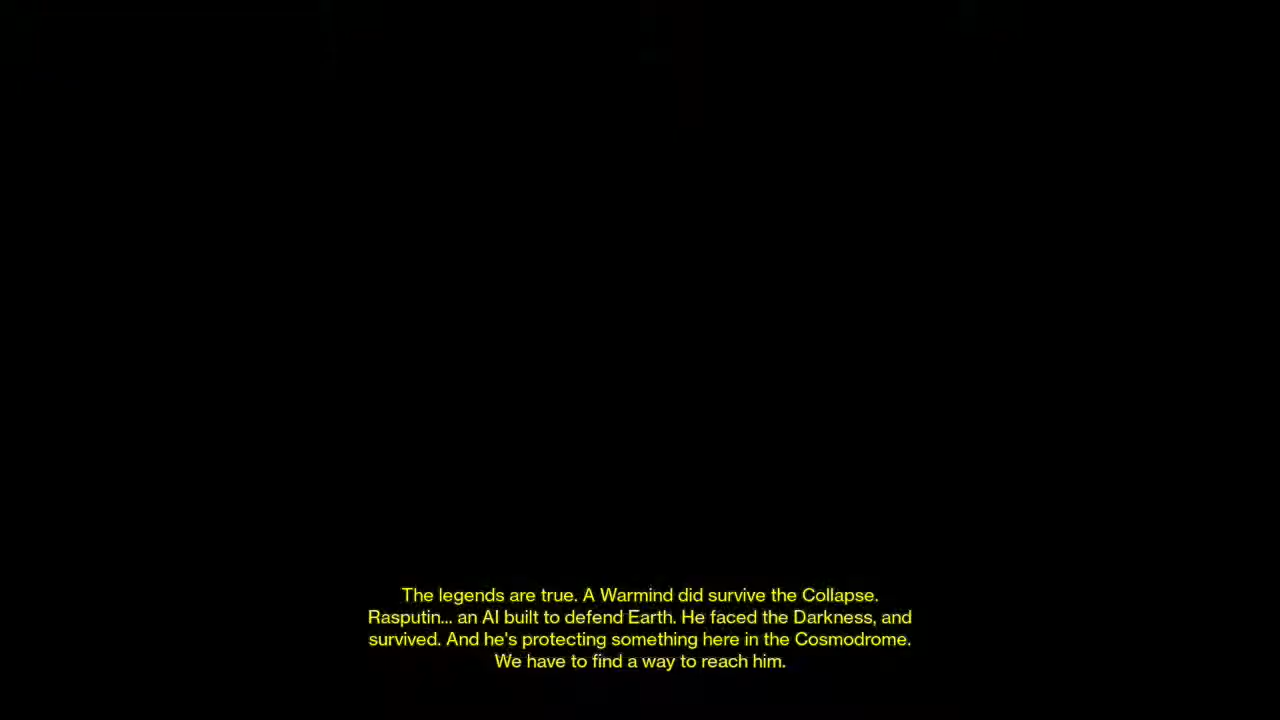 The legends are true. A Warmind did survive the Collapse.
Rasputin... an AI built to defend Earth. He faced the Darkness, and
survived. And he's protecting something here in the Cosmodrome.
We have to find a way to reach him.